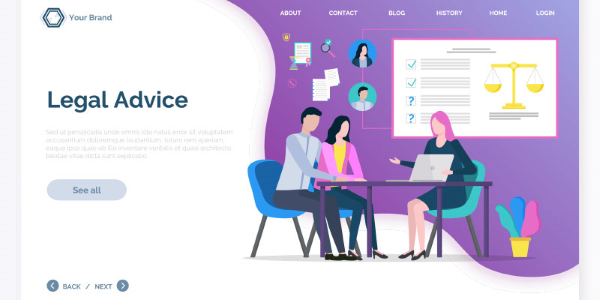 Your Brand
ABOUT
CONTACT
BLOG
HISTORY
HOME
LOGIN
Legal Advice
Sed ut perspiciatis unde omnis iste natus error sit voluptatem
accusantium doloremque laudantium, totam rem aperiam,
eaque ipsa quae ab illo inventore veritatis et quasi architecto
beatae vitae dicta sunt explicabo.
See all
BACK / NEXT